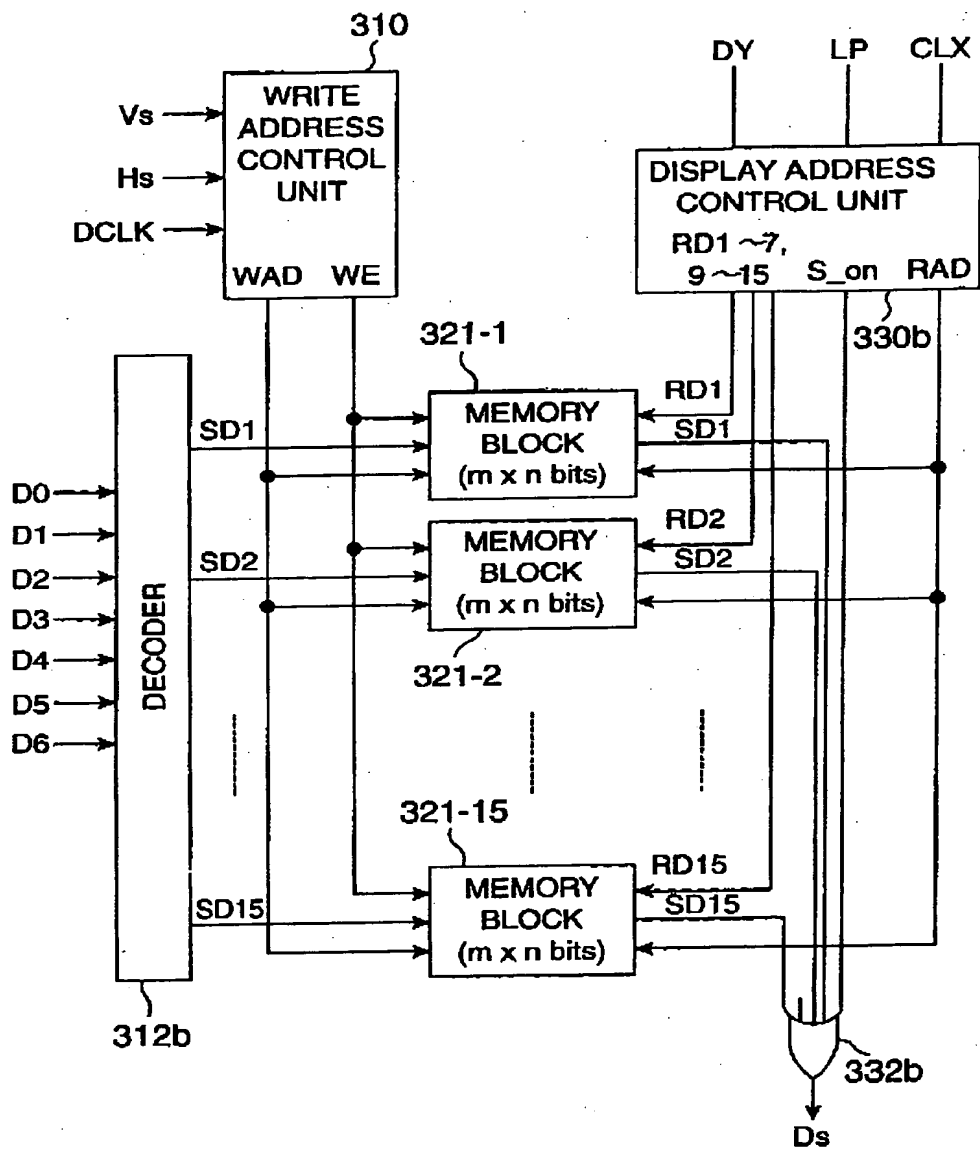 310
DY LP CLX
WRITE
ADDRESS
CONTROL
UNIT
Vs
Hs
DCLK
WAD WE
DISPLAY ADDRESS
CONTROL UNIT
RD1~7,
9~15 S_on RAD
330b
321-1
MEMORY
BLOCK
(m x n bits)
RD1
SD1
SD1
D0
D1
D2
D3
D4
D5
D6
DECODER
SD2
MEMORY
BLOCK
(m x n bits)
RD2
SD2
321-2
321-15
SD15
MEMORY
BLOCK
(m x n bits)
RD15
SD15
312b
332b
Ds